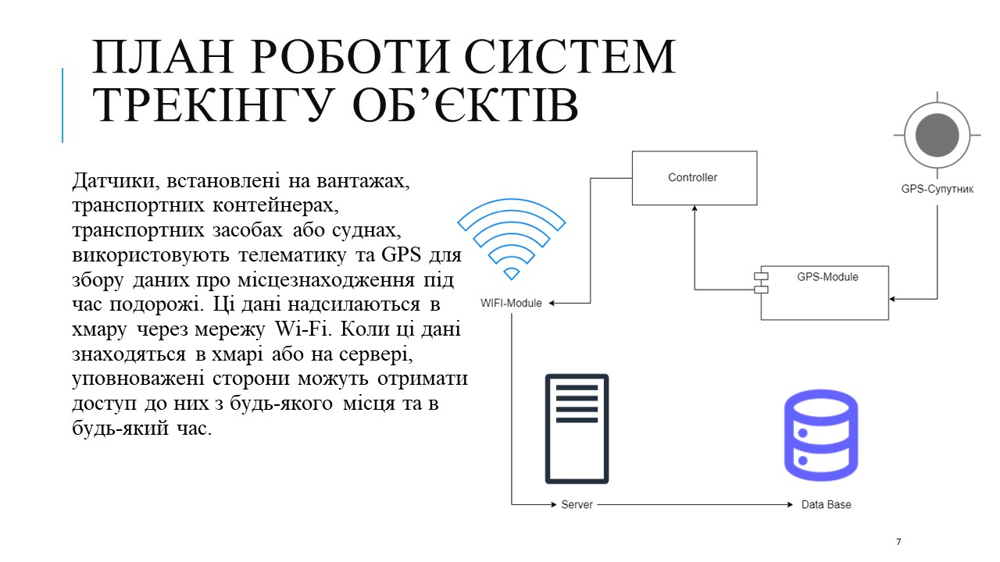 ПЛАН РОБОТИ СИСТЕМ
ТРЕКІНГУ ОБ’ЄКТІВ
Датчики, встановлені на вантажах,
транспортних контейнерах,
транспортних засобах або суднах,
використовують телематику та GPS для
збору даних про місцезнаходження під
час подорожі. Ці дані надсилаються в
хмару через мережу Wi-Fi. Коли ці дані
знаходяться в хмарі або на сервері,
уповноважені сторони можуть отримати
доступ до них з будь-якого місця та в
будь-який час.
Controller
GPS-Супутник
GPS-Module
WIFI-Module
Server
Data Base
7